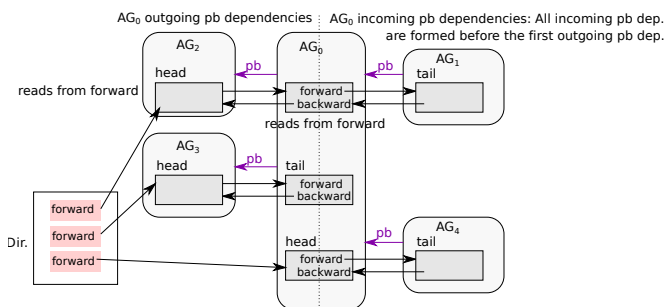 AG₀ outgoing pb dependencies
AG₀ incoming pb dependencies: All incoming pb dep.
are formed before the first outgoing pb dep.
AG₂
AG₀
AG₁
pb
pb
head
tail
reads from forward
forward
backward
reads from forward
AG₃
pb
head
tail
forward
backward
forward
Dir.
forward
forward
pb
AG₄
head
tail
forward
backward